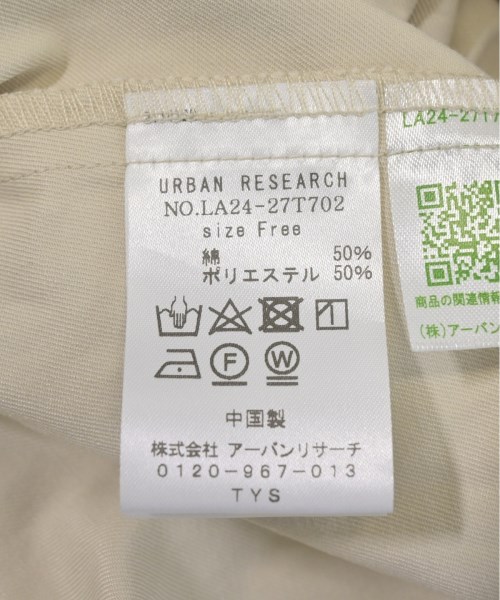 URBAN RESEARCH
NO.LA24-27T702
size Free
綿 50%
ポリエステル 50%
F
W
中国製
株式会社 アーバンリサーチ
0120-967-013
TYS
LA24-27T7
商品の関連情報
(株)アーバン